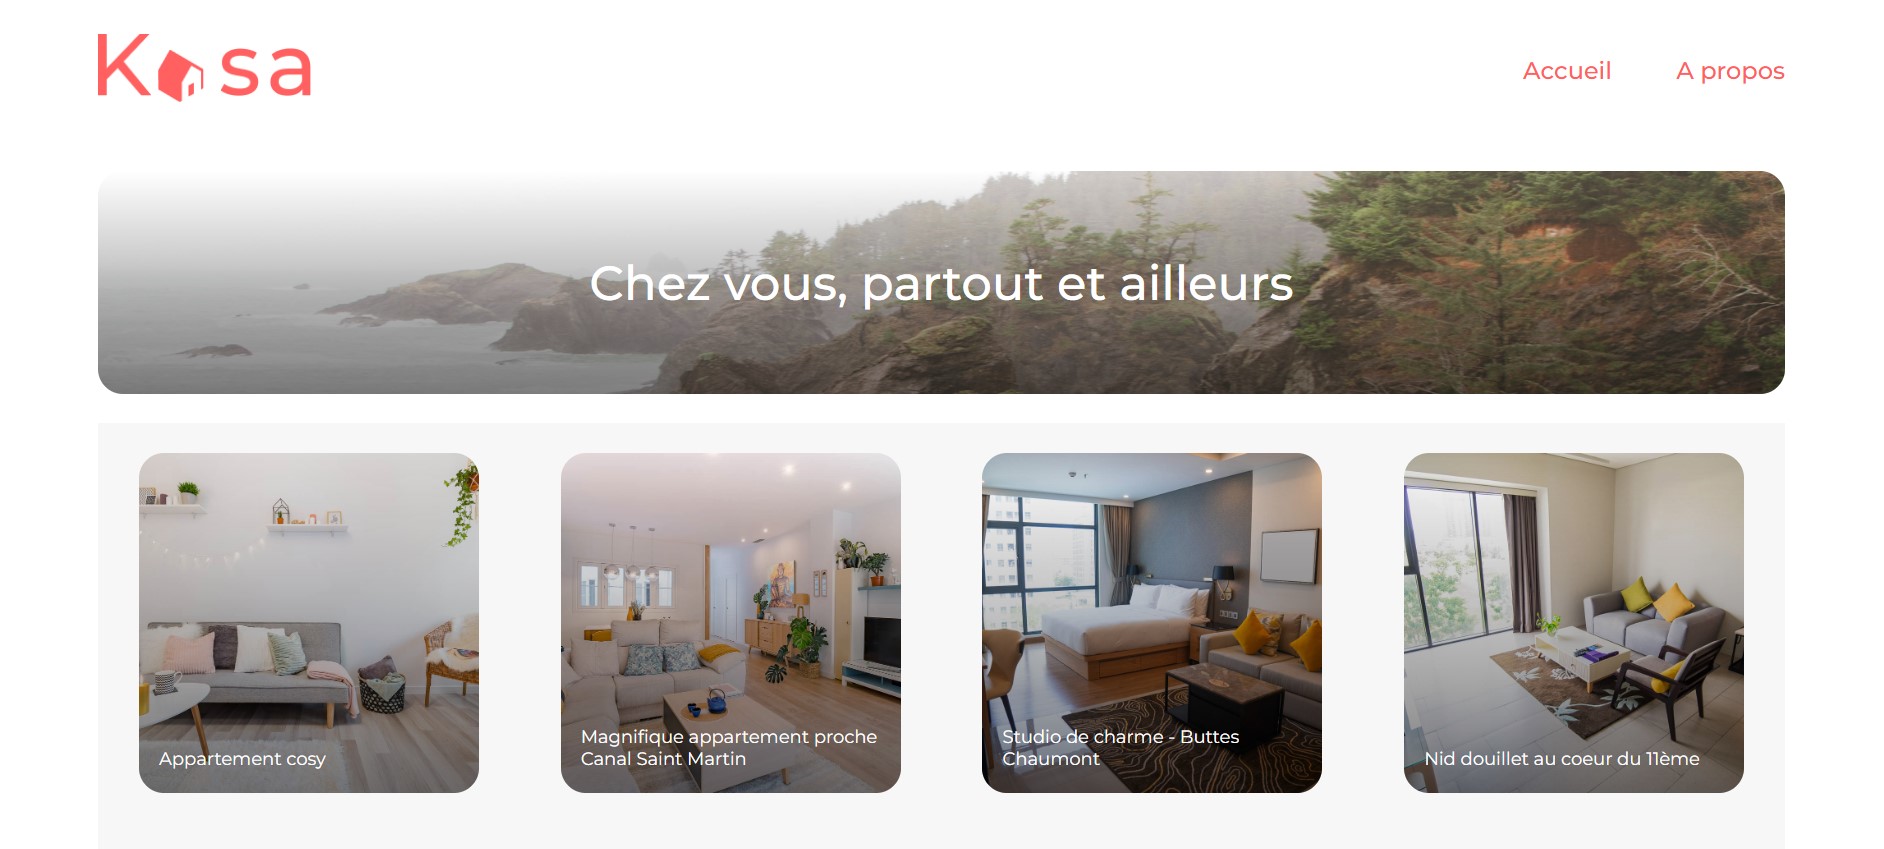 Kasa
Accueil
A propos
Chez vous, partout et ailleurs
Appartement cosy
Magnifique appartement proche
Canal Saint Martin
Studio de charme - Buttes
Chaumont
Nid douillet au coeur du 11ème